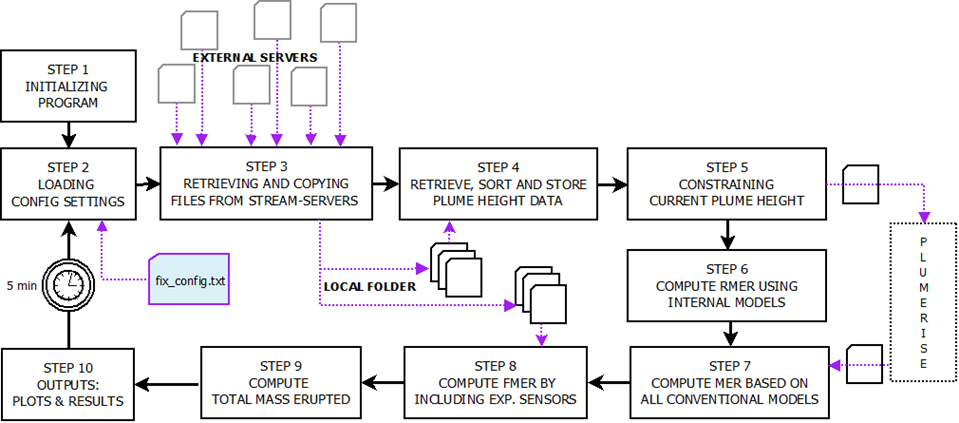 EXTERNAL SERVERS
STEP 1
INITIALIZING
PROGRAM
STEP 2
LOADING
CONFIG SETTINGS
STEP 3
RETRIEVING AND COPYING
FILES FROM STREAM-SERVERS
STEP 4
RETRIEVE, SORT AND STORE
PLUME HEIGHT DATA
STEP 5
CONSTRAINING
CURRENT PLUME HEIGHT
PLUMERISE
5 min
fix_config.txt
LOCAL FOLDER
STEP 6
COMPUTE RMER USING
INTERNAL MODELS
STEP 7
COMPUTE MER BASED ON
ALL CONVENTIONAL MODELS
STEP 8
COMPUTE FMER BY
INCLUDING EXP. SENSORS
STEP 9
COMPUTE
TOTAL MASS ERUPTED
STEP 10
OUTPUTS:
PLOTS & RESULTS